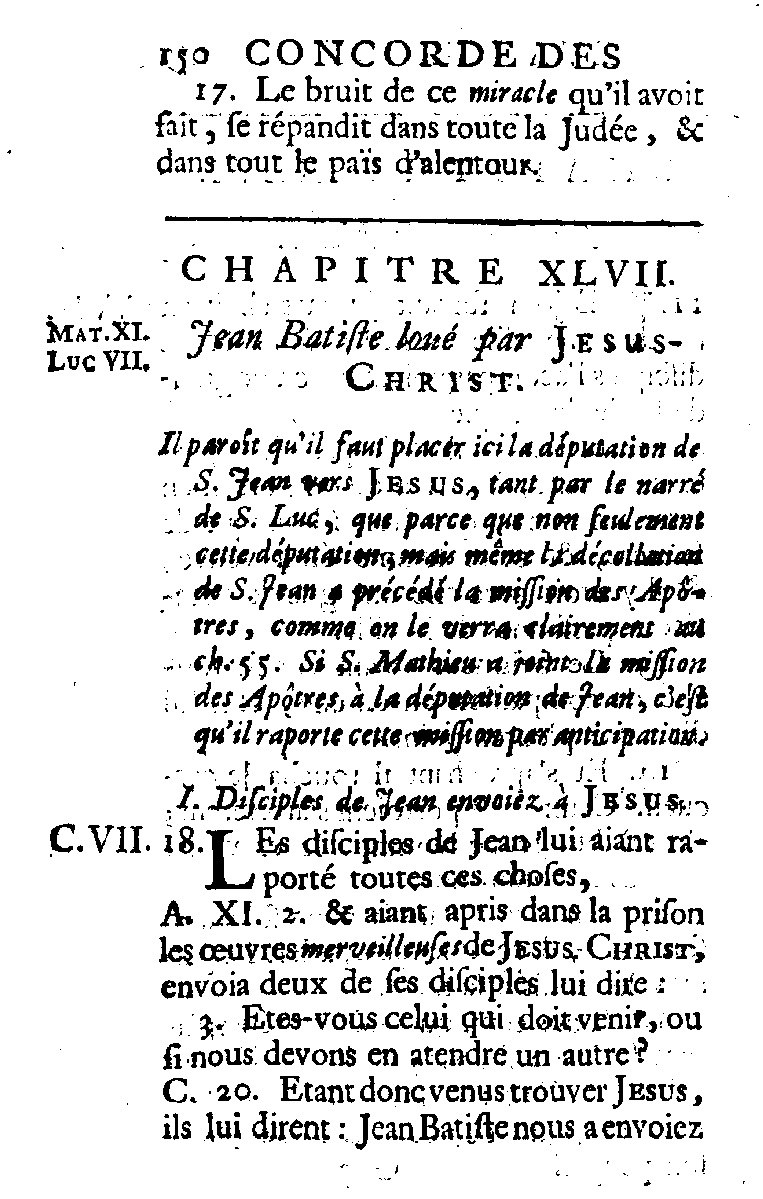 150 CONCORDE DES
17. Le bruit de ce miracle qu'il avoit
fait, se répandit dans toute la Judée, &
dans tout le païs d'alentour.
CHAPITRE XLVII.
MAT. XI.
LUC VII.
Jean Batiſte loué par JESUS-
CHRIST.
Il paroît qu'il faut placer ici la députation de
S. Jean vers JESUS, tant par le narré
de S. Luc, que parce que non ſeulement
cette députation, mais même la décollation
de S. Jean a précédé la miſſion des Apô-
tres, comme on le verra clairement au
ch. 55. Si S. Mathieu a joint la miſſion
des Apôtres, à la députation de Jean, c'eſt
qu'il raporte cette miſſion par anticipation.
I. Diſciples de Jean envoiez à JESUS.
C. VII. 18. LEs diſciples de Jean lui aiant ra-
porté toutes ces choſes,
A. XI. 2. & aiant apris dans la priſon
les œuvres merveilleuſes de JESUS-CHRIST,
envoia deux de ſes diſciples lui dire :
3. Etes-vous celui qui doit venir, ou
ſi nous devons en atendre un autre?
C. 20. Etant donc venus trouver JESUS,
ils lui dirent : Jean Batiſte nous a envoiez